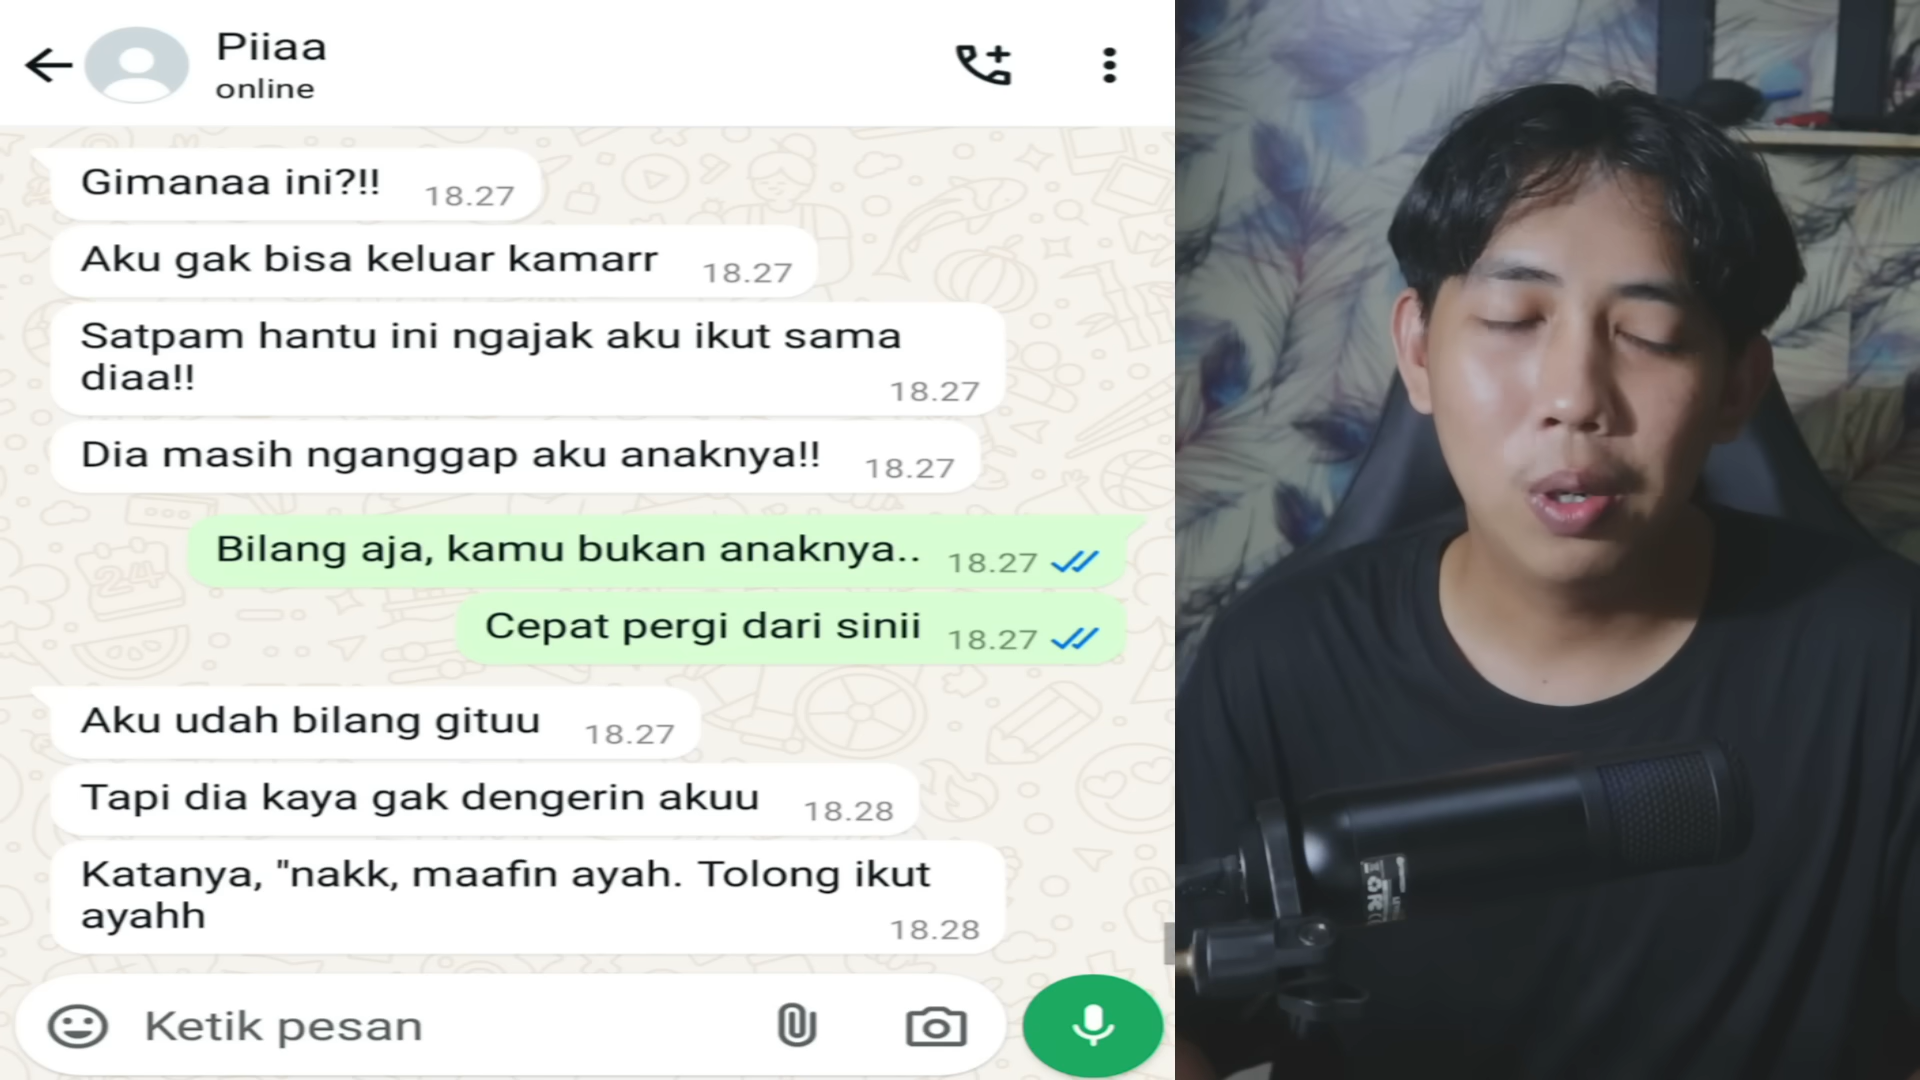 Piiaa
online
Gimanaa ini?!! 18.27
Aku gak bisa keluar kamarr 18.27
Satpam hantu ini ngajak aku ikut sama
diaa!! 18.27
Dia masih nganggap aku anaknya!! 18.27
Bilang aja, kamu bukan anaknya.. 18.27
Cepat pergi dari sinii 18.27
Aku udah bilang gituu 18.27
Tapi dia kaya gak dengerin akuu 18.28
Katanya, "nakk, maafin ayah. Tolong ikut
ayahh 18.28
Ketik pesan